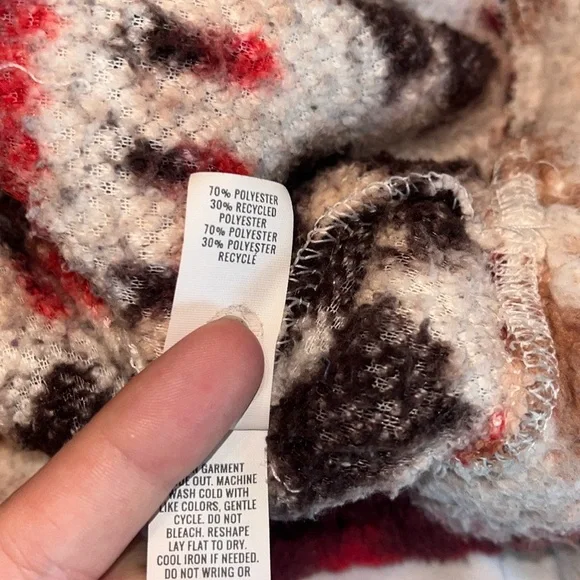 70% POLYESTER
30% RECYCLED
POLYESTER
70% POLYESTER
30% POLYESTER
RECYCLÉ
GARMENT
OUT. MACHINE
WASH COLD WITH
LIKE COLORS, GENTLE
CYCLE. DO NOT
BLEACH. RESHAPE
LAY FLAT TO DRY.
COOL IRON IF NEEDED.
DO NOT WRING OR